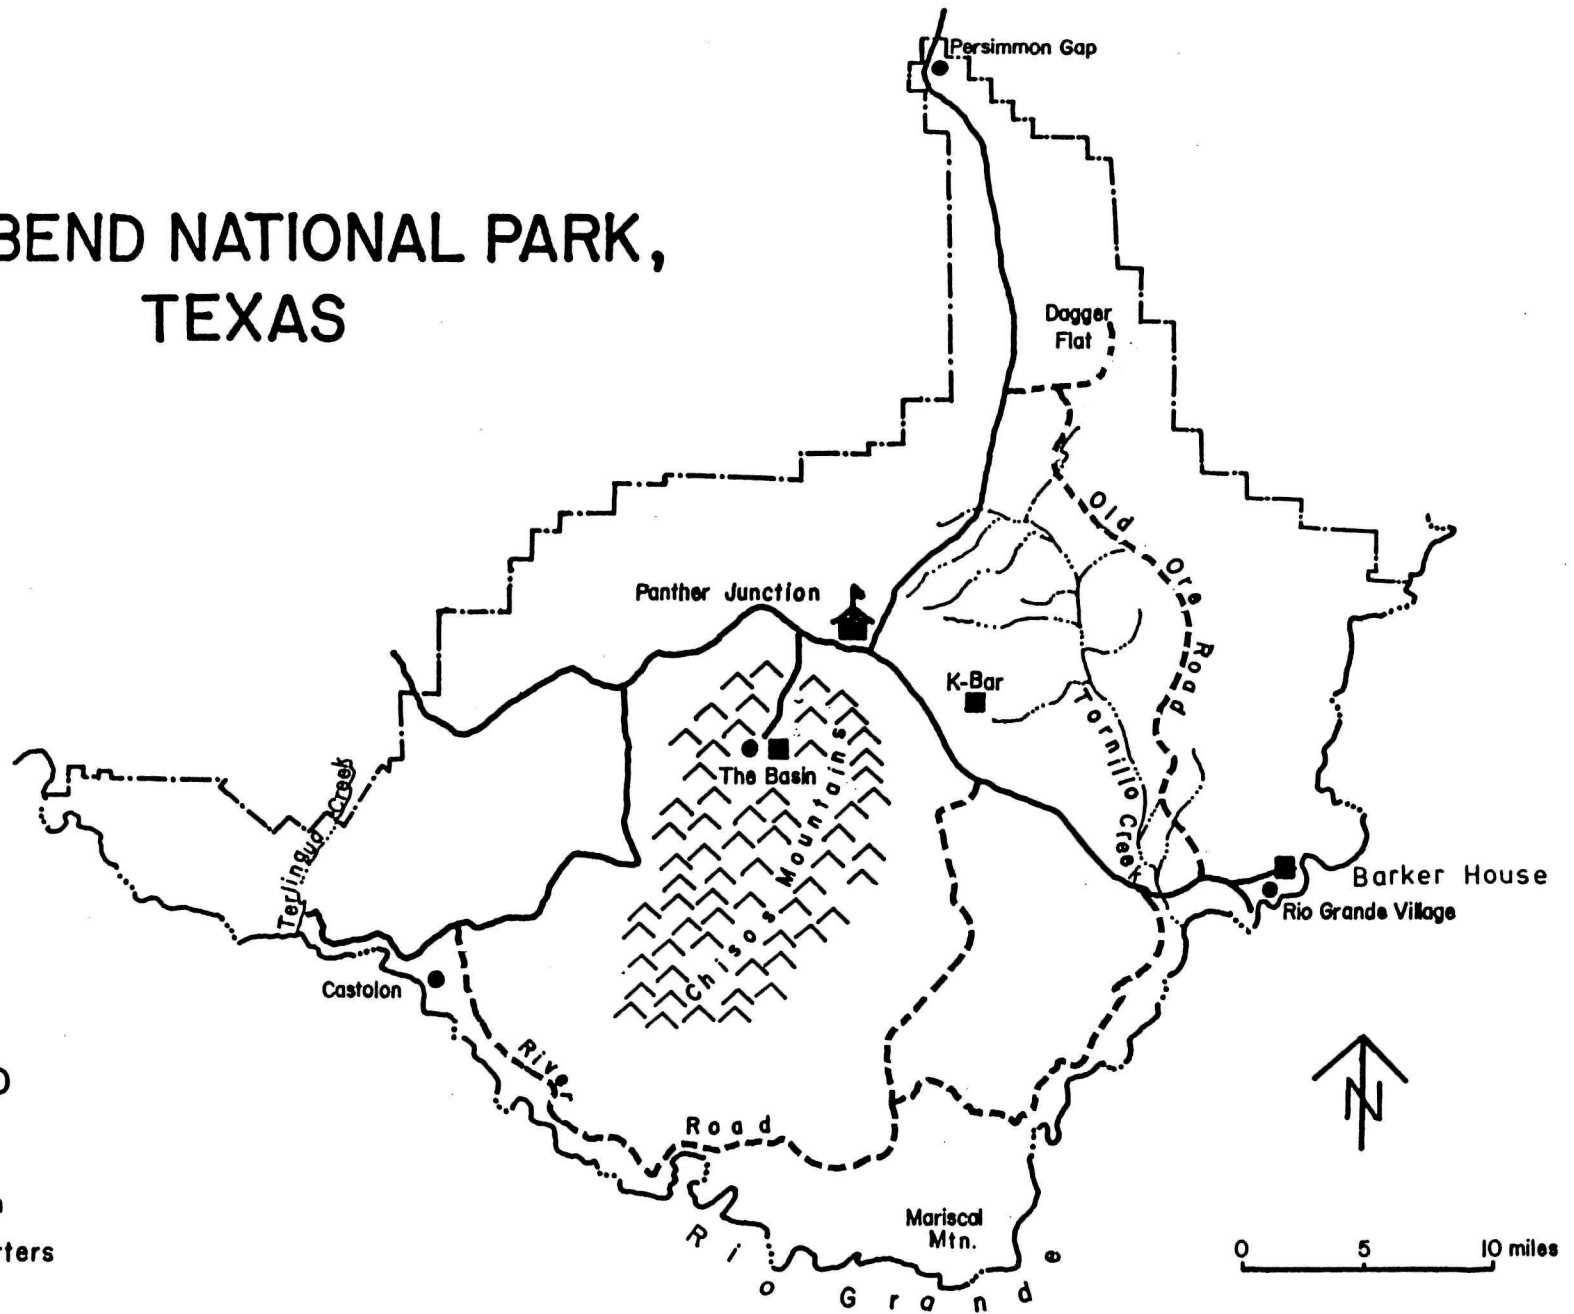 Persimmon Gap
BEND NATIONAL PARK,
TEXAS
Dagger
Flat
Old Ore Road
Panther Junction
K-Bar
Tornillo Creek
The Basin
Chisos Mountains
Terlingua Creek
Barker House
Rio Grande Village
Castolon
River Road
N
Mariscal
Mtn.
Rio Grande
0 5 10 miles